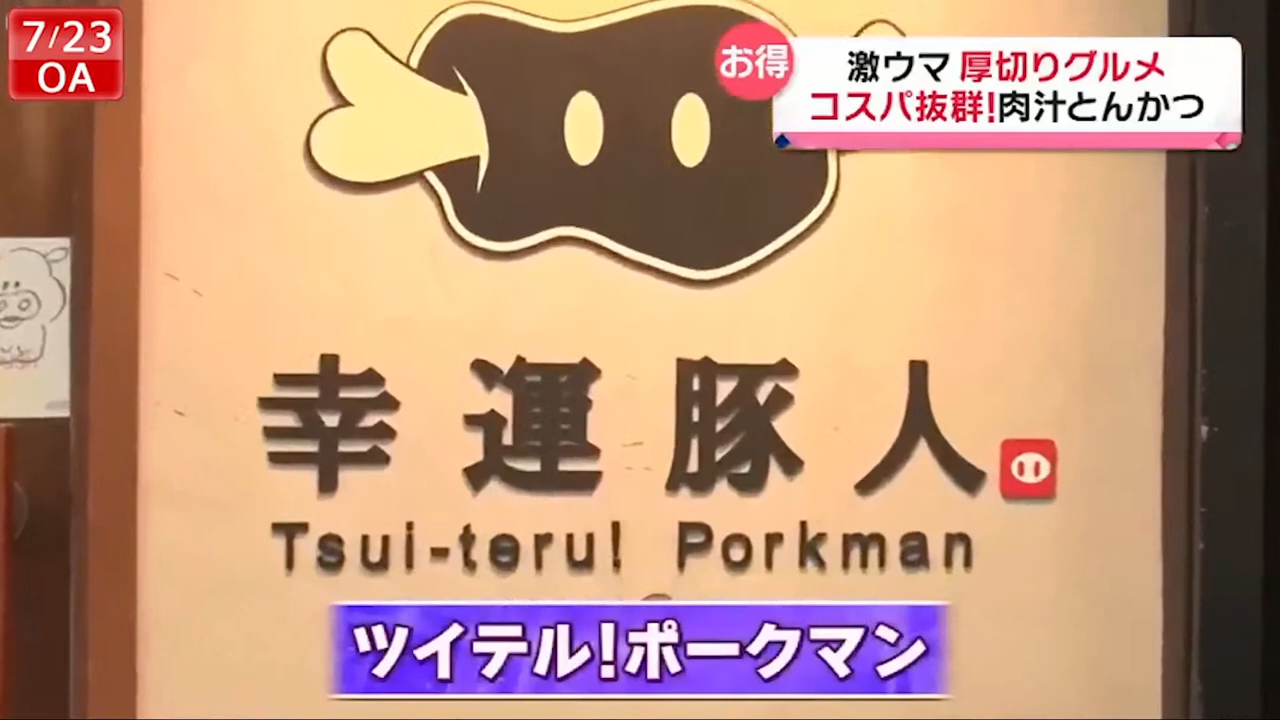 7/23
OA
お得
激ウマ 厚切りグルメ
コスパ抜群!肉汁とんかつ
幸運豚人
Tsui-teru! Porkman
ツイテル!ポークマン